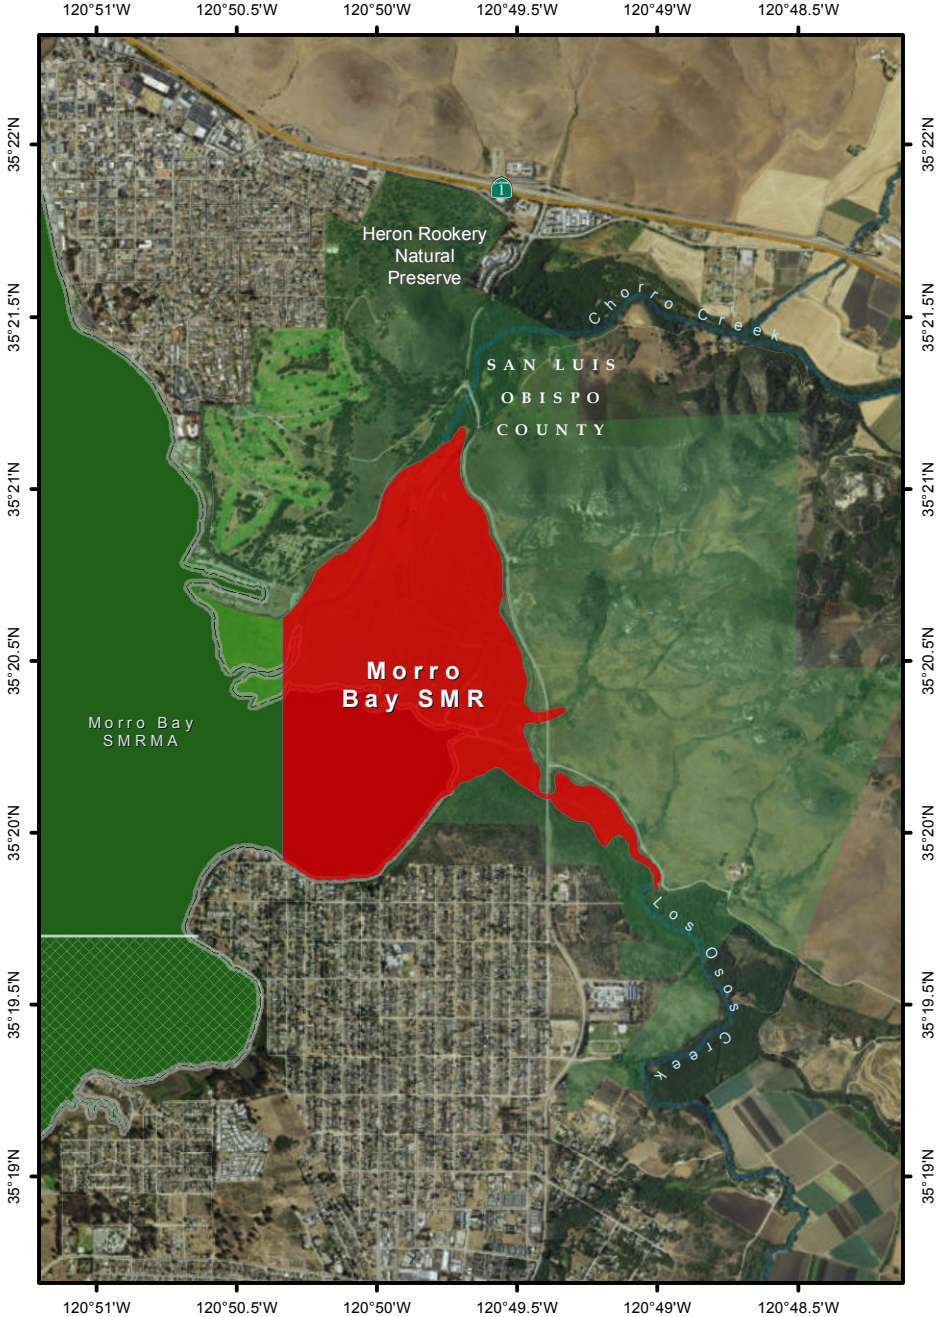 120°51'W 120°50.5'W 120°50'W 120°49.5'W 120°49'W 120°48.5'W
35°22'N 35°22'N
1
Heron Rookery
Natural
Preserve
35°21.5'N 35°21.5'N
Chorro Creek
SAN LUIS
OBISPO
COUNTY
35°21'N 35°21'N
35°20.5'N 35°20.5'N
Morro
Bay SMR
Morro Bay
SMRMA
35°20'N 35°20'N
Los Osos Creek
35°19.5'N 35°19.5'N
35°19'N 35°19'N
120°51'W 120°50.5'W 120°50'W 120°49.5'W 120°49'W 120°48.5'W